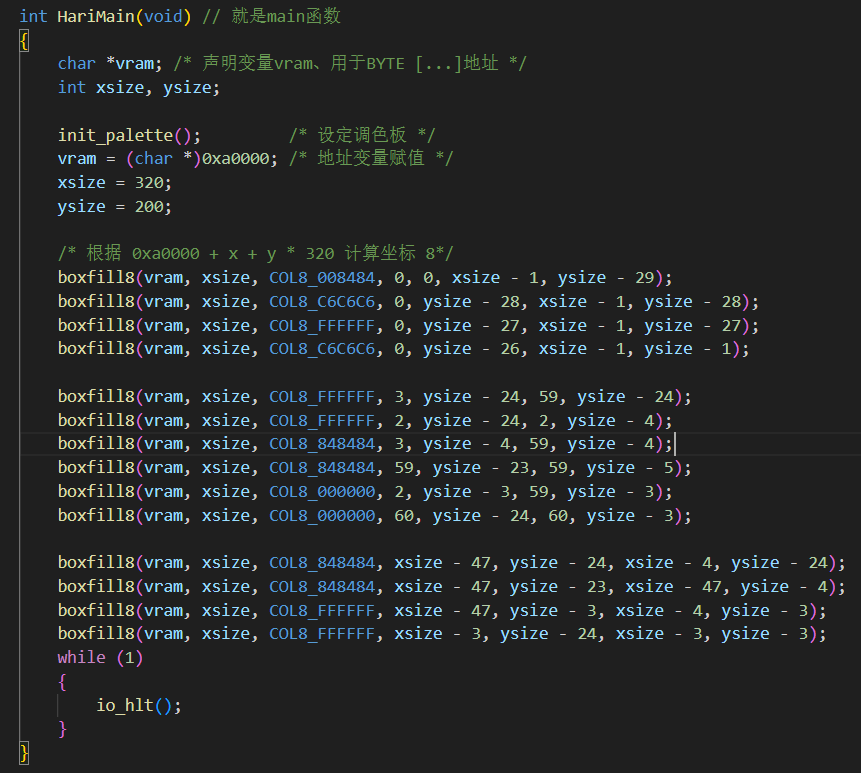 int HariMain(void) // 就是main函数
{
    char *vram; /* 声明变量vram、用于BYTE [...]地址 */
    int xsize, ysize;

    init_palette();         /* 设定调色板 */
    vram = (char *)0xa0000; /* 地址变量赋值 */
    xsize = 320;
    ysize = 200;

    /* 根据 0xa0000 + x + y * 320 计算坐标 8*/
    boxfill8(vram, xsize, COL8_008484, 0, 0, xsize - 1, ysize - 29);
    boxfill8(vram, xsize, COL8_C6C6C6, 0, ysize - 28, xsize - 1, ysize - 28);
    boxfill8(vram, xsize, COL8_FFFFFF, 0, ysize - 27, xsize - 1, ysize - 27);
    boxfill8(vram, xsize, COL8_C6C6C6, 0, ysize - 26, xsize - 1, ysize - 1);

    boxfill8(vram, xsize, COL8_FFFFFF, 3, ysize - 24, 59, ysize - 24);
    boxfill8(vram, xsize, COL8_FFFFFF, 2, ysize - 24, 2, ysize - 4);
    boxfill8(vram, xsize, COL8_848484, 3, ysize - 4, 59, ysize - 4);
    boxfill8(vram, xsize, COL8_848484, 59, ysize - 23, 59, ysize - 5);
    boxfill8(vram, xsize, COL8_000000, 2, ysize - 3, 59, ysize - 3);
    boxfill8(vram, xsize, COL8_000000, 60, ysize - 24, 60, ysize - 3);

    boxfill8(vram, xsize, COL8_848484, xsize - 47, ysize - 24, xsize - 4, ysize - 24);
    boxfill8(vram, xsize, COL8_848484, xsize - 47, ysize - 23, xsize - 47, ysize - 4);
    boxfill8(vram, xsize, COL8_FFFFFF, xsize - 47, ysize - 3, xsize - 4, ysize - 3);
    boxfill8(vram, xsize, COL8_FFFFFF, xsize - 3, ysize - 24, xsize - 3, ysize - 3);
    while (1)
    {
        io_hlt();
    }
}